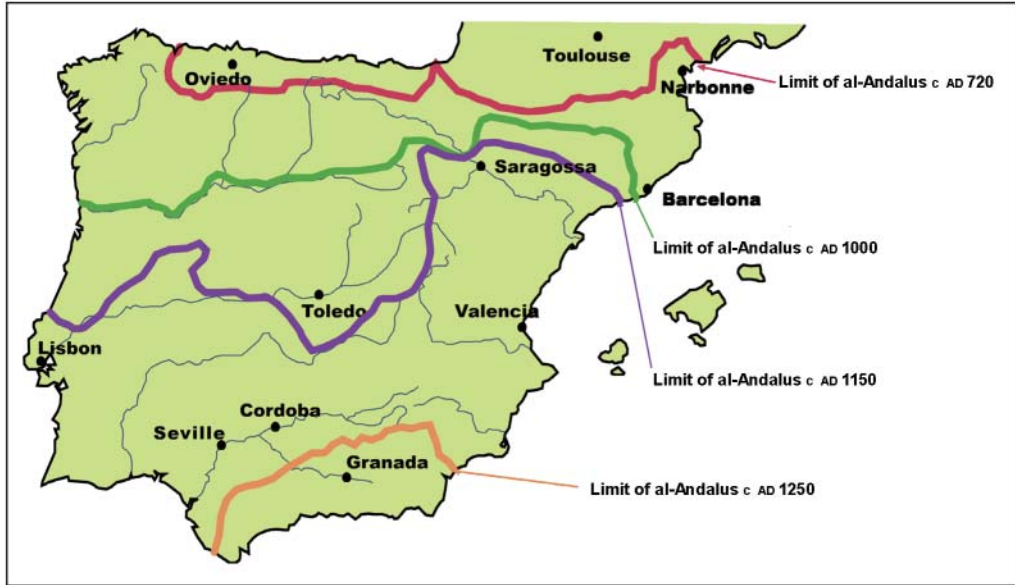 Toulouse
Oviedo
Narbonne
Limit of al-Andalus c AD 720
Saragossa
Barcelona
Limit of al-Andalus c AD 1000
Toledo
Valencia
Lisbon
Limit of al-Andalus c AD 1150
Cordoba
Seville
Granada
Limit of al-Andalus c AD 1250